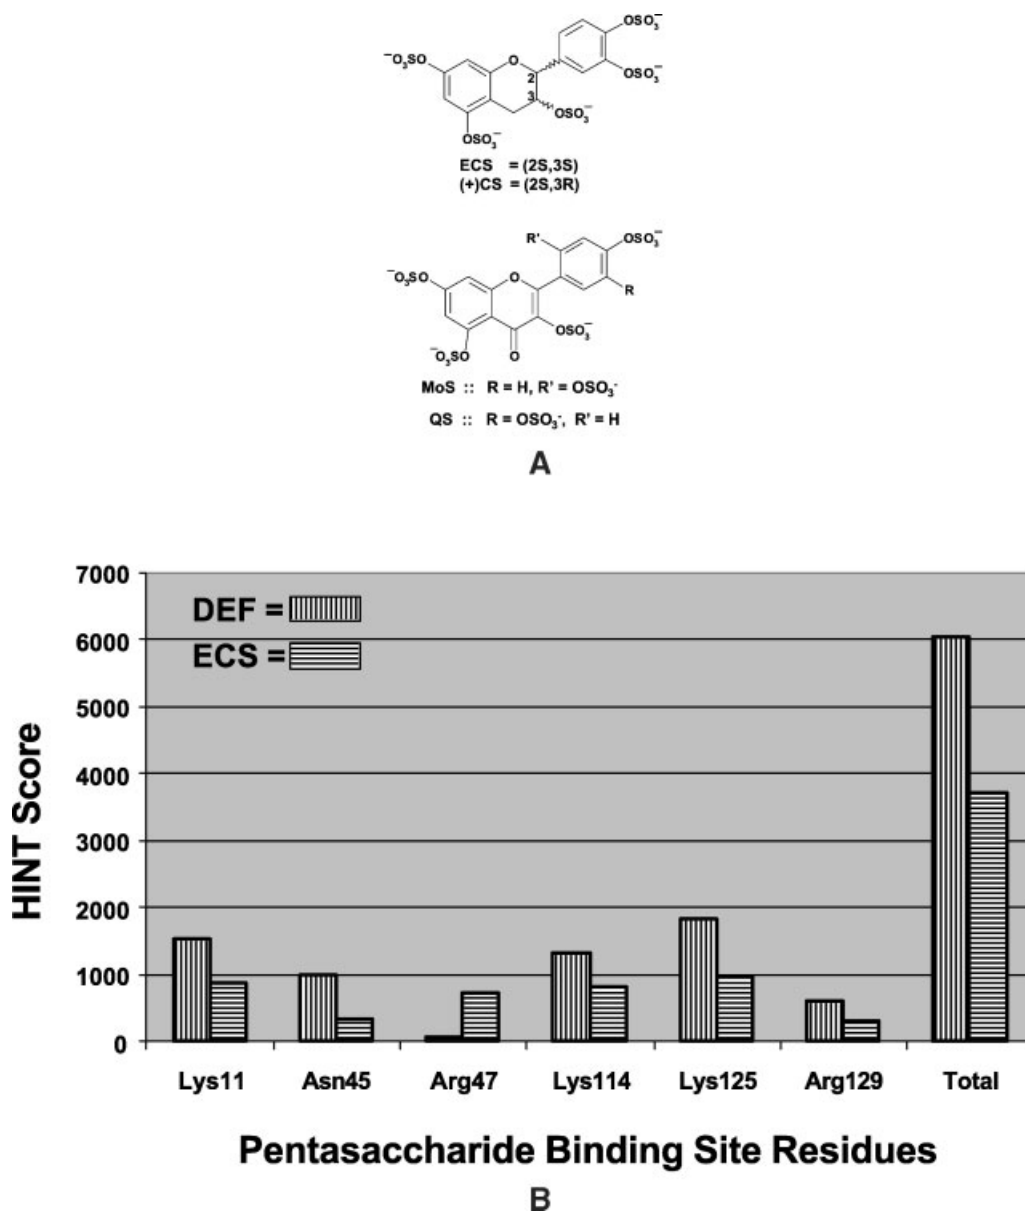 OSO₃⁻
⁻O₃SO
O
2
OSO₃⁻
3
OSO₃⁻
OSO₃⁻
ECS = (2S,3S)
(+)CS = (2S,3R)
R'
OSO₃⁻
⁻O₃SO
O
R
OSO₃⁻
⁻O₃SO
O
MoS :: R = H, R' = OSO₃⁻
QS :: R = OSO₃⁻, R' = H
A
7000
DEF =
6000
ECS =
5000
4000
3000
2000
1000
0
HINT Score
Lys11 Asn45 Arg47 Lys114 Lys125 Arg129 Total
Pentasaccharide Binding Site Residues
B